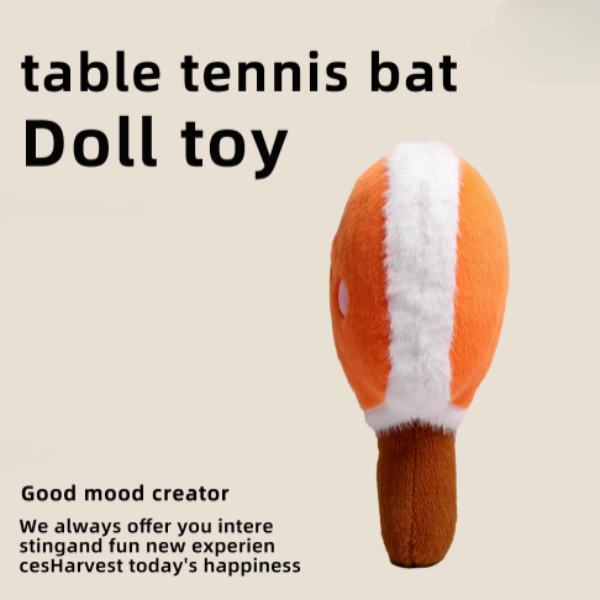 table tennis bat
Doll toy
Good mood creator
We always offer you intere
stingand fun new experien
cesHarvest today's happiness